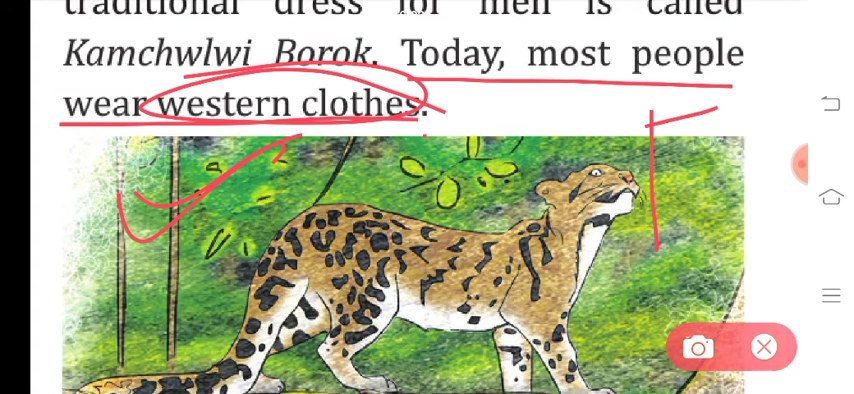 traditional dress for men is called
Kamchwlwi Borok. Today, most people
wear western clothes.